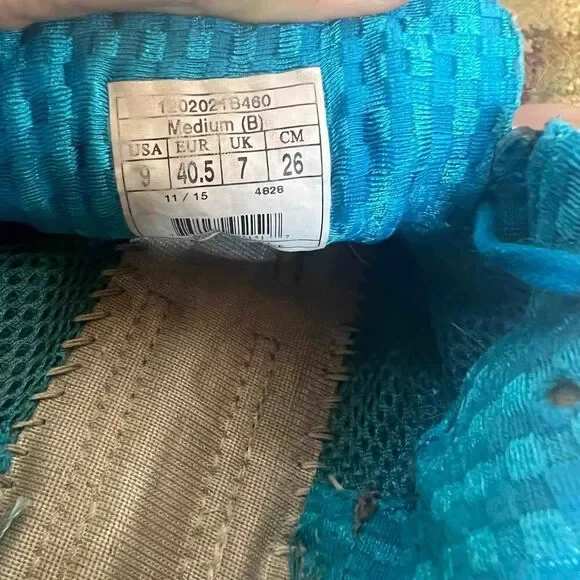 1202021B460
Medium (B)
USA EUR UK CM
9 40.5 7 26
11 / 15 4828